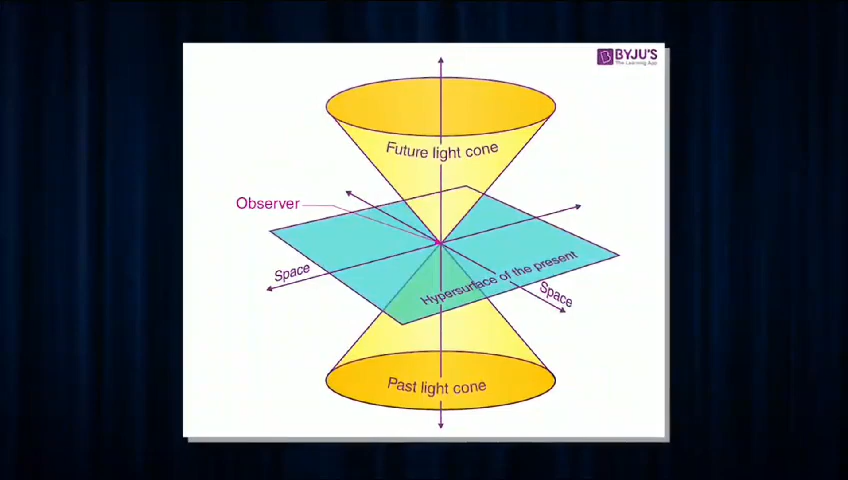 BYJU'S
The Learning App
Future light cone
Observer
Space
Hypersurface of the present
Space
Past light cone